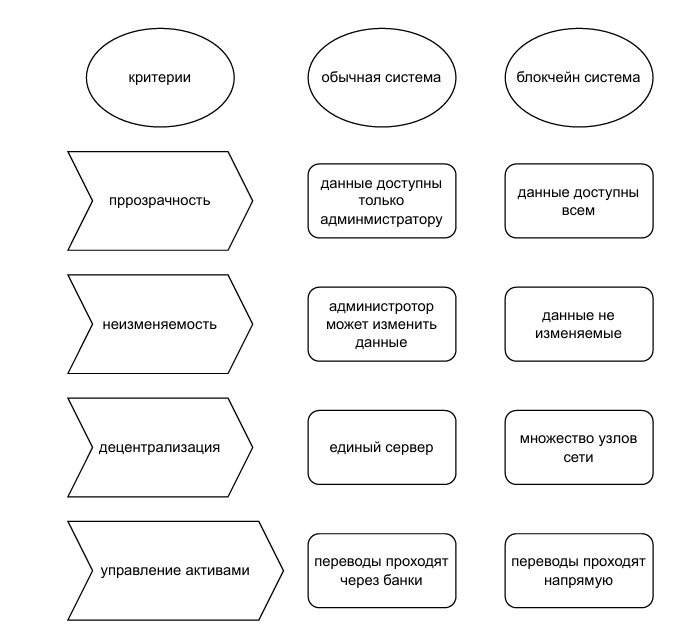 критерии
обычная система
блокчейн система
пррозрачность
данные доступны
только
админмистратору
данные доступны
всем
неизменяемость
администротор
может изменить
данные
данные не
изменяемые
децентрализация
единый сервер
множество узлов
сети
управление активами
переводы проходят
через банки
переводы проходят
напрямую